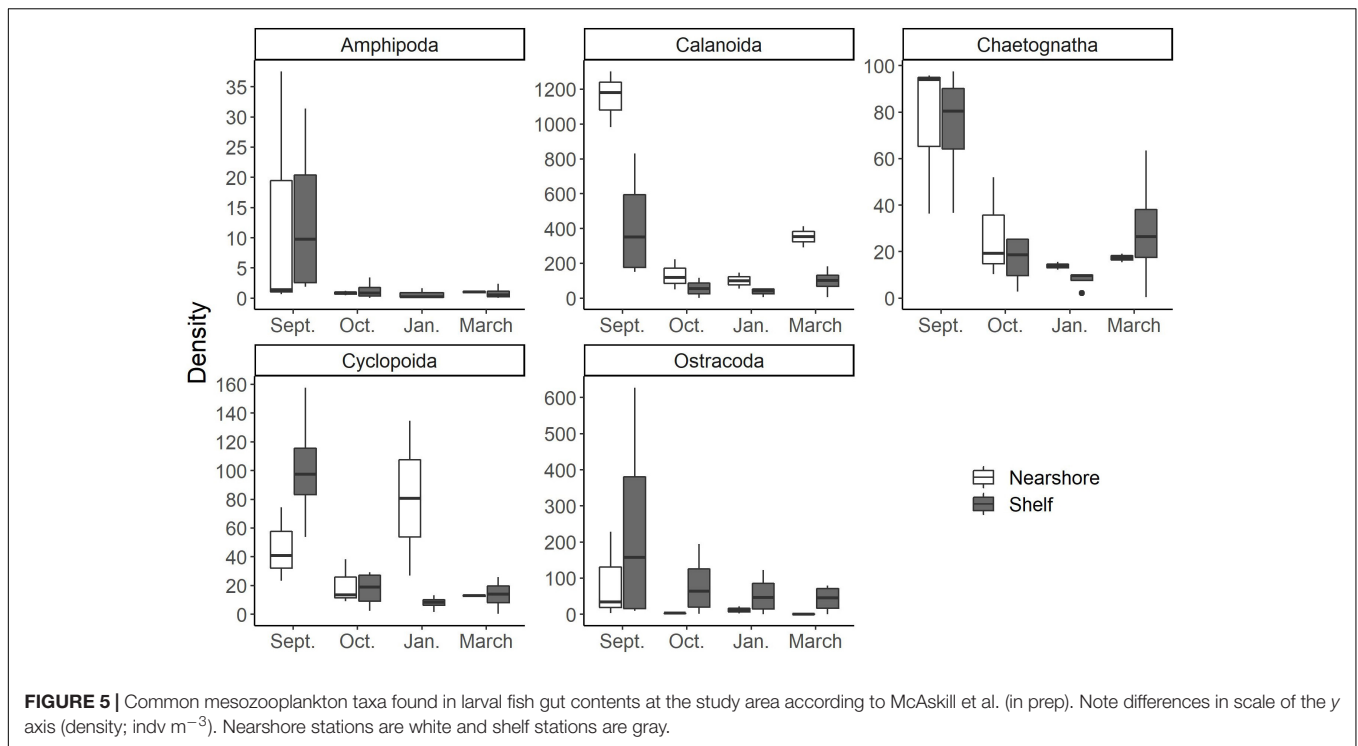 Amphipoda
Calanoida
Chaetognatha
35
30
25
20
15
10
5
0
Sept. Oct. Jan. March
1200
1000
800
600
400
200
0
Sept. Oct. Jan. March
100
80
60
40
20
0
Sept. Oct. Jan. March
Density
Cyclopoida
Ostracoda
160
140
120
100
80
60
40
20
0
Sept. Oct. Jan. March
600
500
400
300
200
100
0
Sept. Oct. Jan. March
Nearshore
Shelf
FIGURE 5 | Common mesozooplankton taxa found in larval fish gut contents at the study area according to McAskill et al. (in prep). Note differences in scale of the y
axis (density; indv m−3). Nearshore stations are white and shelf stations are gray.